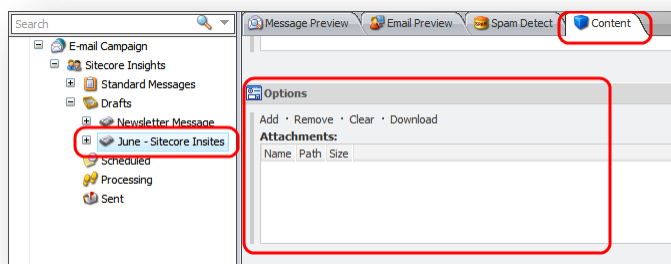 Search
E-mail Campaign
Sitecore Insights
Standard Messages
Drafts
Newsletter Message
June - Sitecore Insites
Scheduled
Processing
Sent
Message Preview Email Preview Spam Detect Content
Options
Add · Remove · Clear · Download
Attachments:
Name Path Size